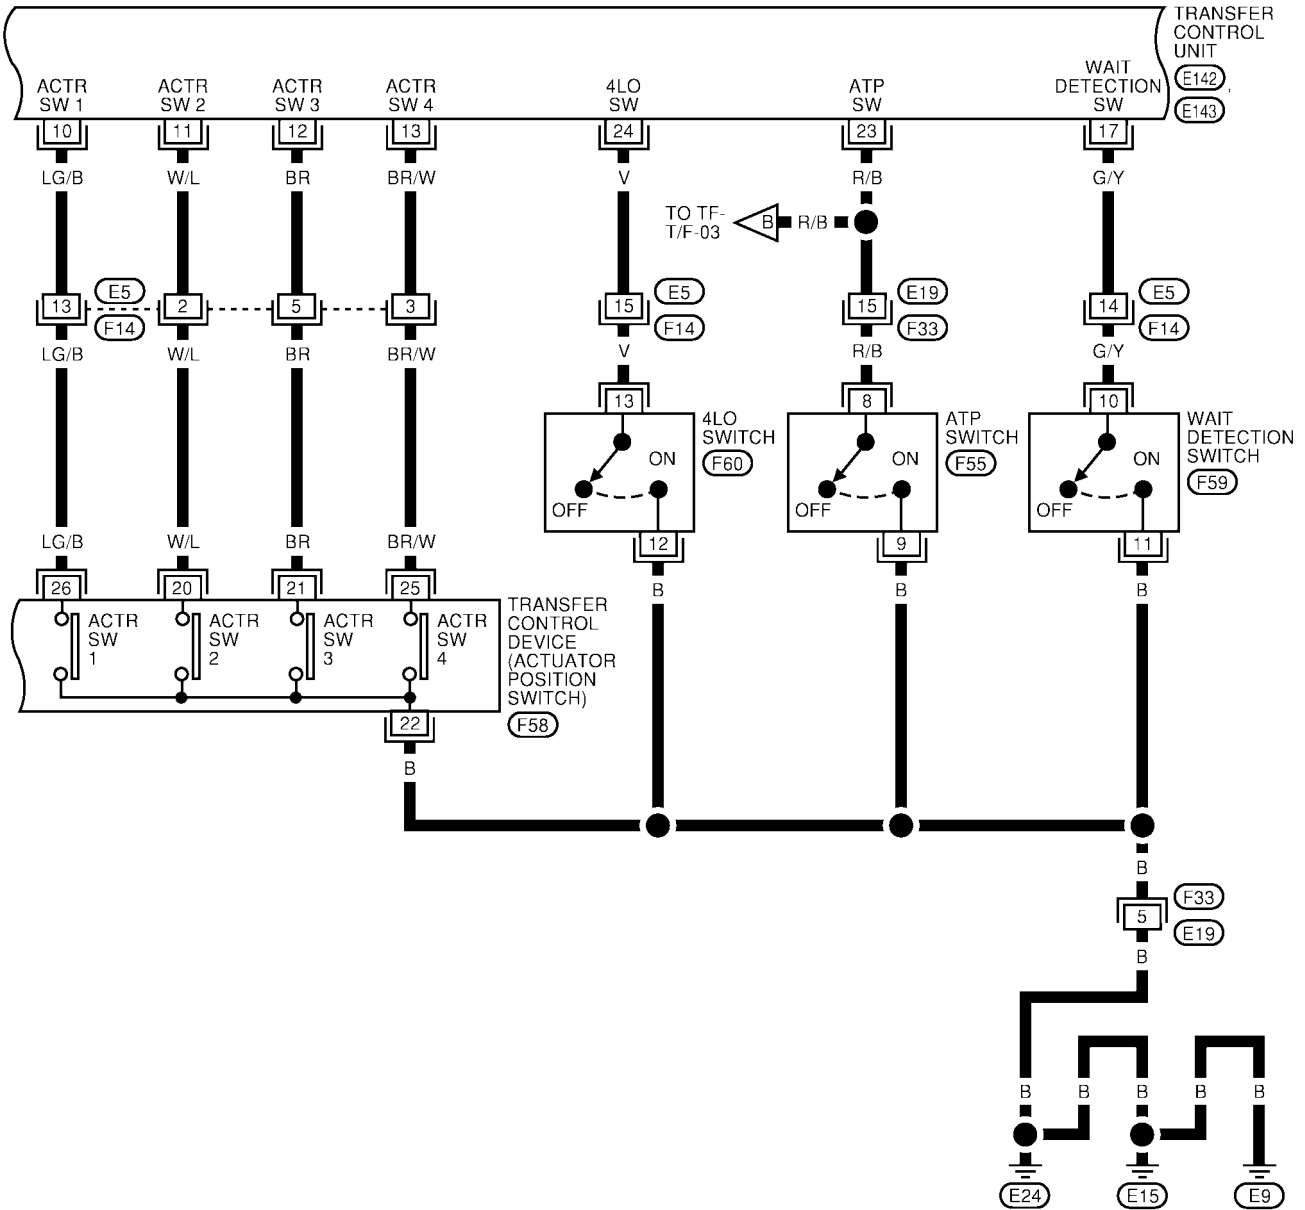 TRANSFER
CONTROL
UNIT
E142,
E143
ACTR
SW 1
ACTR
SW 2
ACTR
SW 3
ACTR
SW 4
4LO
SW
ATP
SW
WAIT
DETECTION
SW
10 11 12 13 24 23 17
LG/B W/L BR BR/W V R/B G/Y
TO TF-
T/F-03
B R/B
13 E5 F14 2 5 3
15 E5 F14
15 E19 F33
14 E5 F14
LG/B W/L BR BR/W V R/B G/Y
13 8 10
4LO
SWITCH
F60
ON
OFF
ATP
SWITCH
F55
ON
OFF
WAIT
DETECTION
SWITCH
F59
ON
OFF
12 9 11
LG/B W/L BR BR/W
B B B
26 20 21 25
ACTR
SW
1
ACTR
SW
2
ACTR
SW
3
ACTR
SW
4
TRANSFER
CONTROL
DEVICE
(ACTUATOR
POSITION
SWITCH)
F58
22
B
B
F33
5
E19
B
B B B B B
E24 E15 E9